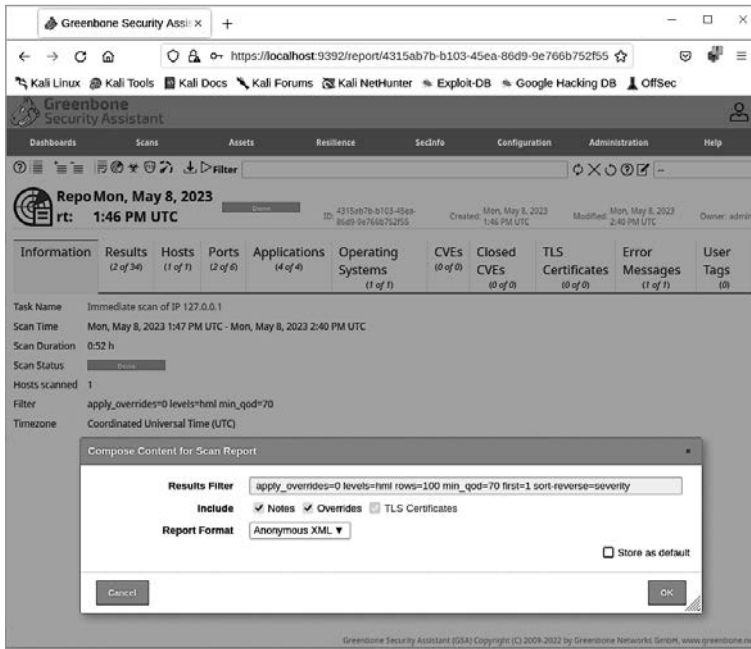 Greenbone Security Assis ×
+
https://localhost:9392/report/4315ab7b-b103-45ea-86d9-9e766b752f55
Kali Linux Kali Tools Kali Docs Kali Forums Kali NetHunter Exploit-DB Google Hacking DB OffSec
Greenbone
Security Assistant
Dashboards Scans Assets Resilience SecInfo Configuration Administration Help
Filter --
Repo Mon, May 8, 2023 Done ID: 4315ab7b-b103-45ea- Created: Mon, May 8, 2023 Modified: Mon, May 8, 2023 Owner: admin
rt: 1:46 PM UTC 86d9-9e766b752f55 1:46 PM UTC 2:40 PM UTC
Information Results Hosts Ports Applications Operating CVEs Closed TLS Error User
(2 of 34) (1 of 1) (2 of 6) (4 of 4) Systems (0 of 0) CVEs Certificates Messages Tags
(1 of 1) (0 of 0) (0 of 0) (1 of 1) (0)
Task Name Immediate scan of IP 127.0.0.1
Scan Time Mon, May 8, 2023 1:47 PM UTC - Mon, May 8, 2023 2:40 PM UTC
Scan Duration 0:52 h
Scan Status Done
Hosts scanned 1
Filter apply_overrides=0 levels=hml min_qod=70
Timezone Coordinated Universal Time (UTC)
Compose Content for Scan Report ×
Results Filter apply_overrides=0 levels=hml rows=100 min_qod=70 first=1 sort-reverse=severity
Include Notes Overrides TLS Certificates
Report Format Anonymous XML ▼
Store as default
Cancel OK
Greenbone Security Assistant (GSA) Copyright (C) 2009-2022 by Greenbone Networks GmbH, www.greenbone.ne